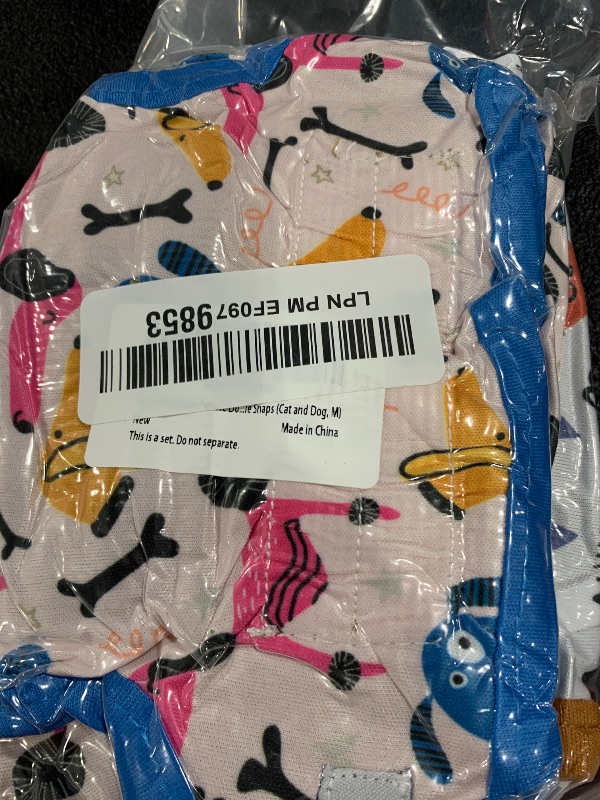 LPN PM EF097 9853
Snaps (Cat and Dog, M)
New
Made in China
This is a set. Do not separate.